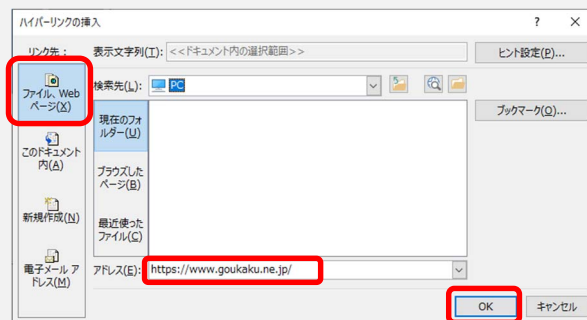 ハイパーリンクの挿入
? ×
リンク先：
表示文字列(T): <<ドキュメント内の選択範囲>>
ヒント設定(P)...
ファイル、Web
ページ(X)
検索先(L): PC
ブックマーク(O)...
現在のフォ
ルダー(U)
このドキュメント
内(A)
ブラウズした
ページ(B)
新規作成(N)
最近使った
ファイル(C)
電子メール ア
ドレス(M)
アドレス(E): https://www.goukaku.ne.jp/
OK
キャンセル